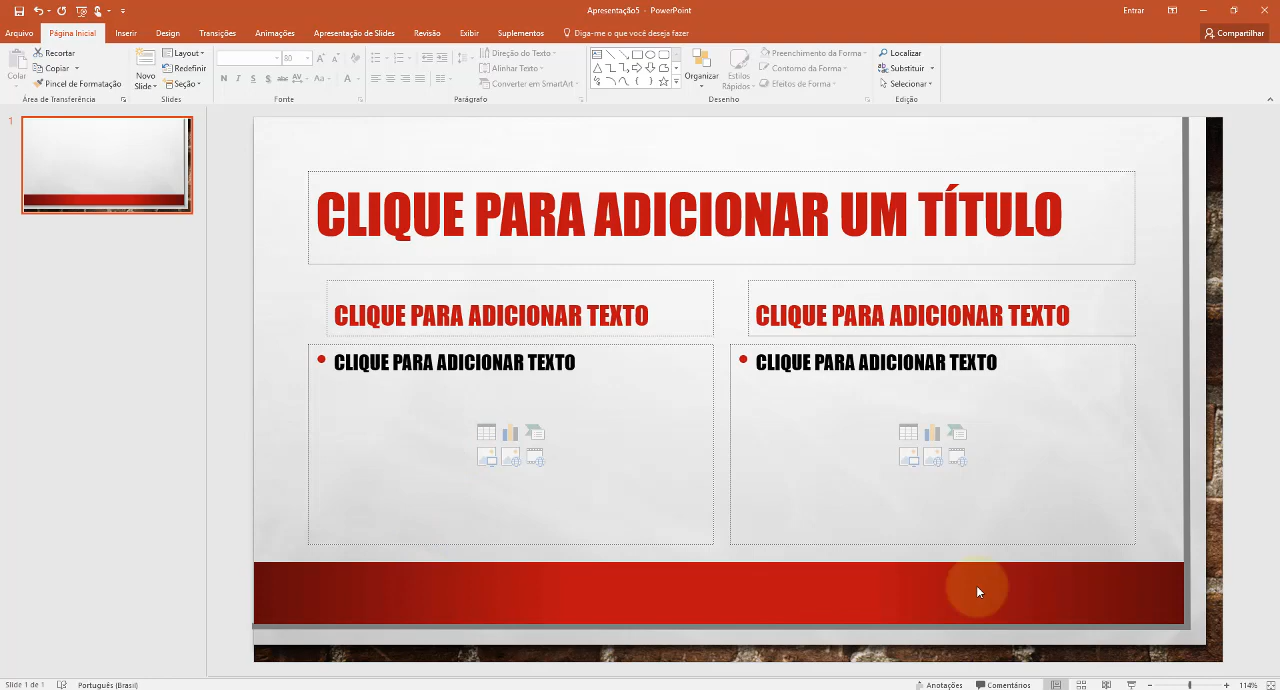 Apresentação5 - PowerPoint
Entrar
Arquivo Página Inicial Inserir Design Transições Animações Apresentação de Slides Revisão Exibir Suplementos Diga-me o que você deseja fazer
Compartilhar
Colar
Recortar
Copiar
Pincel de Formatação
Área de Transferência
Novo Slide
Layout
Redefinir
Seção
Slides
80
N I S S abc AV Aa A
Fonte
Direção do Texto
Alinhar Texto
Converter em SmartArt
Parágrafo
Organizar
Estilos Rápidos
Preenchimento da Forma
Contorno da Forma
Efeitos de Forma
Desenho
Localizar
Substituir
Selecionar
Edição
1
CLIQUE PARA ADICIONAR UM TÍTULO
CLIQUE PARA ADICIONAR TEXTO
CLIQUE PARA ADICIONAR TEXTO
CLIQUE PARA ADICIONAR TEXTO
CLIQUE PARA ADICIONAR TEXTO
Slide 1 de 1 Português (Brasil) Anotações Comentários 114%